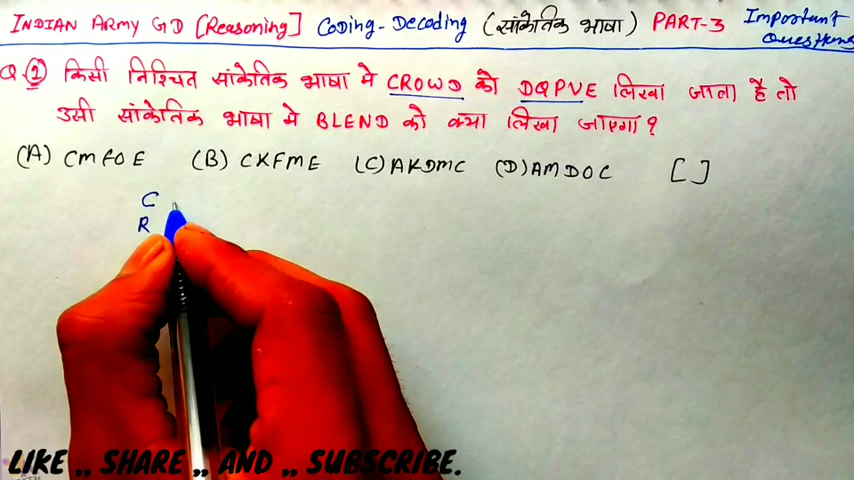 INDIAN ARMY GD [Reasoning] Coding-Decoding (सांकेतिक भाषा) PART-3 Important Questions
Q.① किसी निश्चित सांकेतिक भाषा मे CROWD को DQPVE लिखा जाता है तो
उसी सांकेतिक भाषा मे BLEND को क्या लिखा जाएगा?
(A) CMFOE (B) CKFME (C) AKDMC (D) AMDOC [ ]
C
R
LIKE ,, SHARE ,, AND ,, SUBSCRIBE.